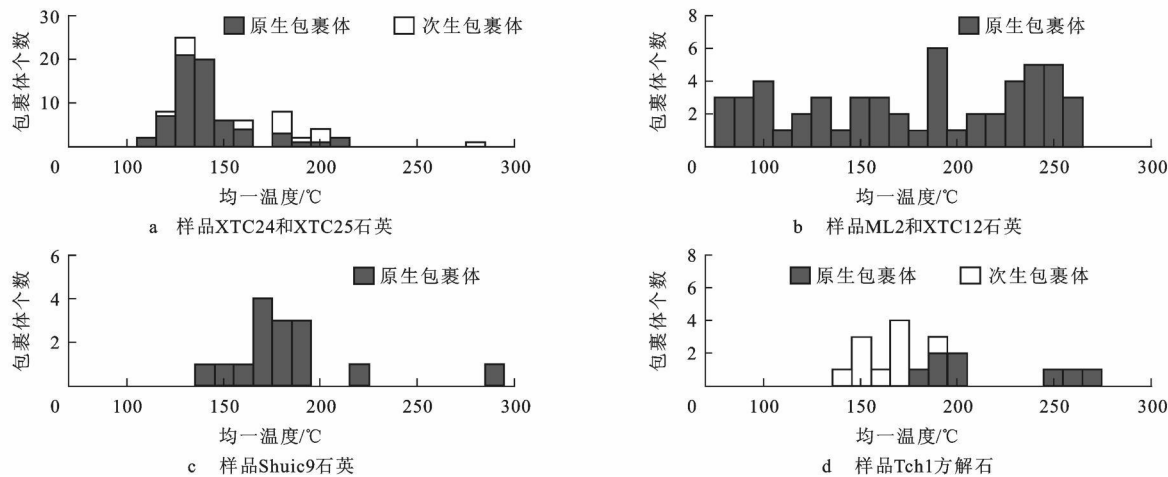 30
20
10
0
包裹体个数
原生包裹体
次生包裹体
100
150
200
250
300
均一温度/℃
a 样品XTC24和XTC25石英
8
6
4
2
0
包裹体个数
原生包裹体
100
150
200
250
300
均一温度/℃
b 样品ML2和XTC12石英
6
4
2
0
包裹体个数
原生包裹体
100
150
200
250
300
均一温度/℃
c 样品Shuic9石英
8
6
4
2
0
包裹体个数
原生包裹体
次生包裹体
100
150
200
250
300
均一温度/℃
d 样品Tch1方解石